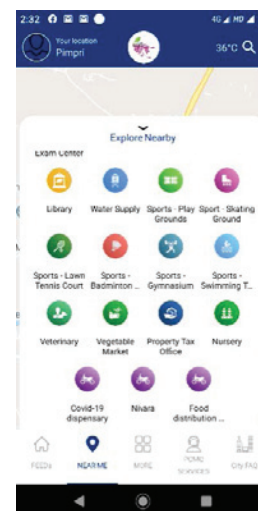 2:32
4G HD
Your location
Pimpri
36°C
Explore Nearby
Exam Center
Library
Water Supply
Sports - Play Grounds
Sport - Skating Ground
Sports - Lawn Tennis Court
Sports - Badminton ...
Sports - Gymnasium
Sports - Swimming T...
Veterinary
Vegetable Market
Property Tax Office
Nursery
Covid-19 dispensary
Nivara
Food distribution ...
FEEDs
NEAR ME
MORE
PCMC SERVICES
City FAQ